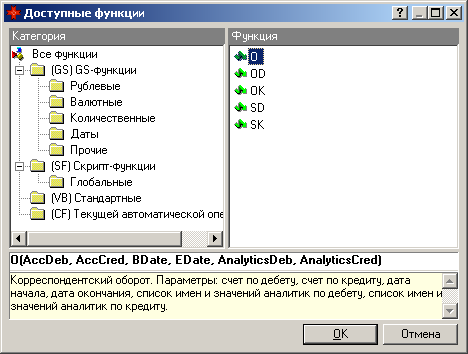 Доступные функции
Категория
Все функции
(GS) GS-функции
Рублевые
Валютные
Количественные
Даты
Прочие
(SF) Скрипт-функции
Глобальные
(VB) Стандартные
(CF) Текущей автоматической опе
Функция
O
OD
OK
SD
SK
O(AccDeb, AccCred, BDate, EDate, AnalyticsDeb, AnalyticsCred)
Корреспондентский оборот. Параметры: счет по дебету, счет по кредиту, дата
начала, дата окончания, список имен и значений аналитик по дебету, список имен и
значений аналитик по кредиту.
OK
Отмена